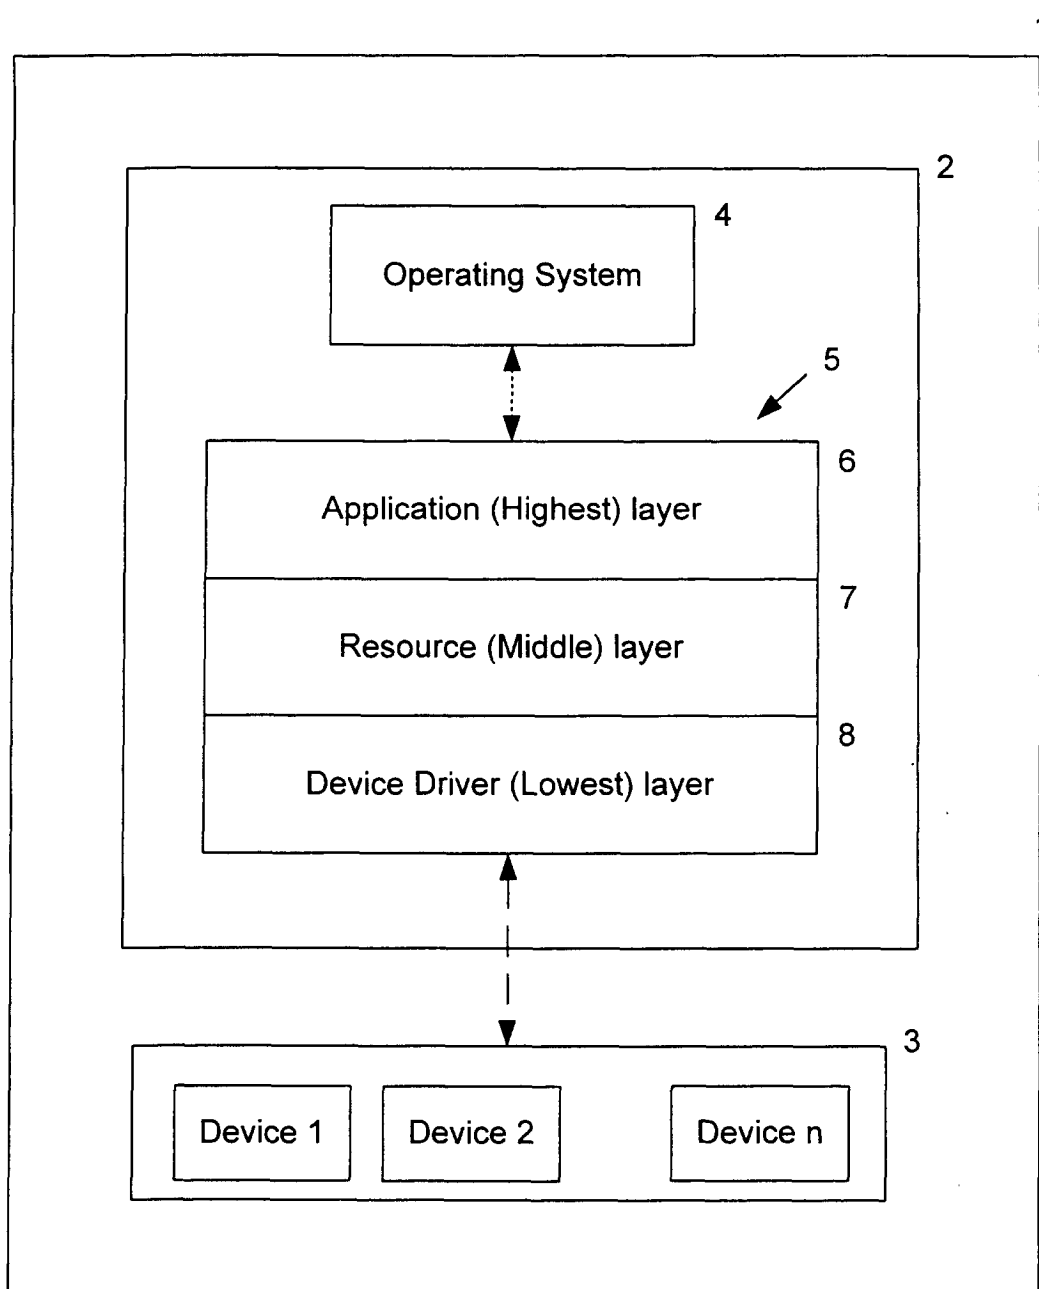 2
4
Operating System
5
6
Application (Highest) layer
7
Resource (Middle) layer
8
Device Driver (Lowest) layer
3
Device 1
Device 2
Device n